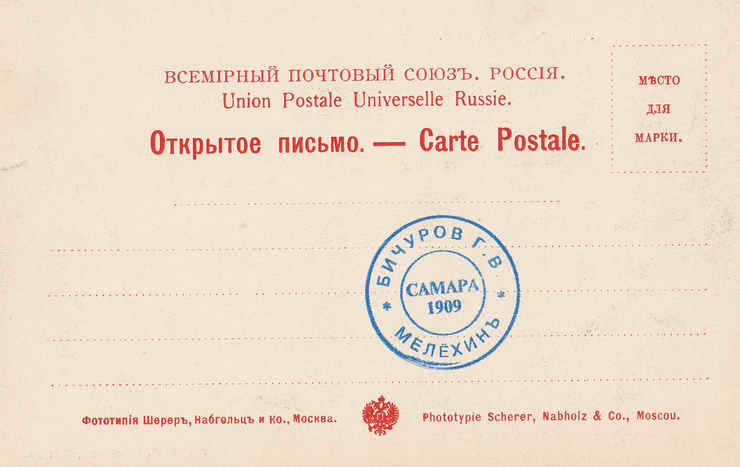 ВСЕМІРНЫЙ ПОЧТОВЫЙ СОЮЗЪ. РОССІЯ.
Union Postale Universelle Russie.
Открытое письмо. — Carte Postale.
МѢСТО
ДЛЯ
МАРКИ.
* БИЧУРОВ Г. В. *
САМАРА
1909
МЕЛЁХИНЪ
Фототипія Шереръ, Набгольцъ и Ко., Москва.
Phototypie Scherer, Nabholz & Co., Moscou.